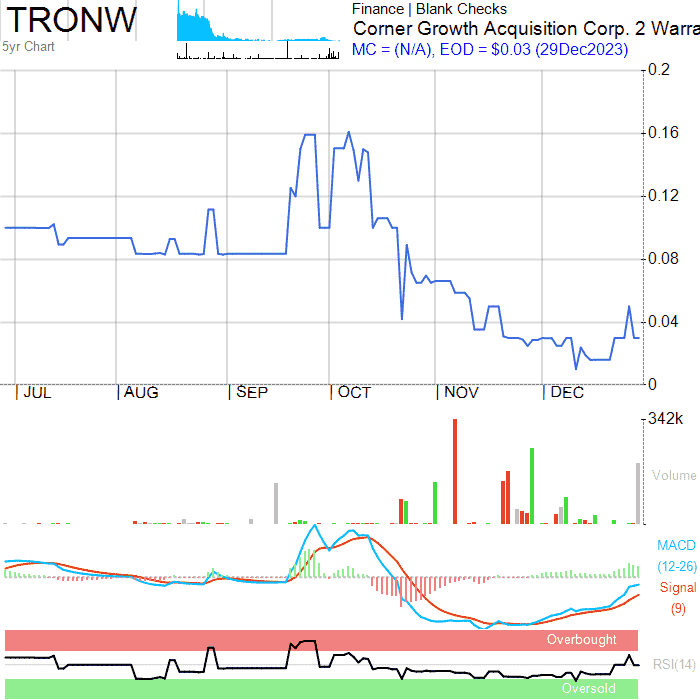 TRONW
5yr Chart
Finance | Blank Checks
Corner Growth Acquisition Corp. 2 Warra
MC = (N/A), EOD = $0.03 (29Dec2023)
0.2
0.16
0.12
0.08
0.04
0
JUL
AUG
SEP
OCT
NOV
DEC
342k
Volume
MACD
(12-26)
Signal
(9)
Overbought
RSI(14)
Oversold